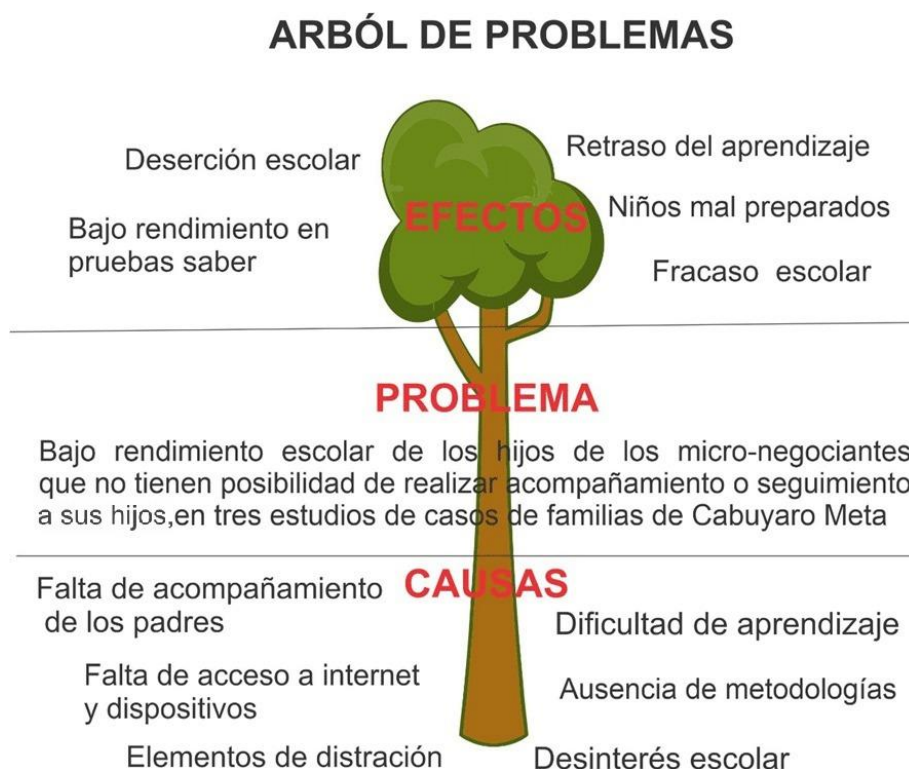 ARBÓL DE PROBLEMAS
Deserción escolar
Retraso del aprendizaje
EFECTOS
Niños mal preparados
Bajo rendimiento en
pruebas saber
Fracaso escolar
PROBLEMA
Bajo rendimiento escolar de los hijos de los micro-negociantes
que no tienen posibilidad de realizar acompañamiento o seguimiento
a sus hijos,en tres estudios de casos de familias de Cabuyaro Meta
CAUSAS
Falta de acompañamiento
de los padres
Dificultad de aprendizaje
Falta de acceso a internet
y dispositivos
Ausencia de metodologías
Elementos de distración
Desinterés escolar